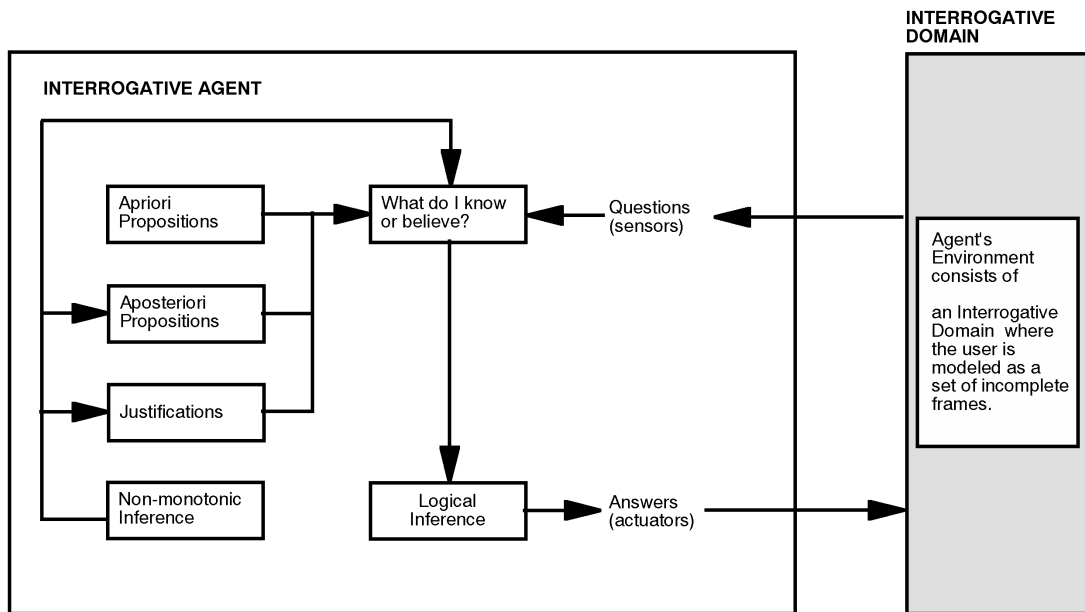 INTERROGATIVE
DOMAIN
INTERROGATIVE AGENT
Apriori
Propositions
What do I know
or believe?
Questions
(sensors)
Agent's
Environment
consists of
an Interrogative
Domain where
the user is
modeled as a
set of incomplete
frames.
Aposteriori
Propositions
Justifications
Non-monotonic
Inference
Logical
Inference
Answers
(actuators)